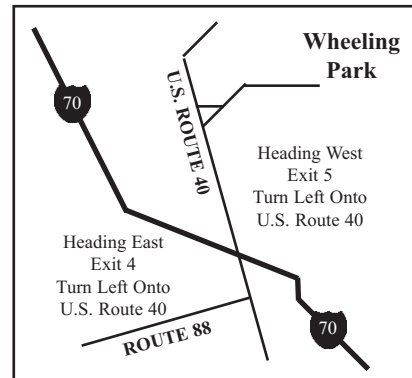 Wheeling
Park
70
U.S. ROUTE 40
Heading West
Exit 5
Turn Left Onto
U.S. Route 40
Heading East
Exit 4
Turn Left Onto
U.S. Route 40
ROUTE 88
70